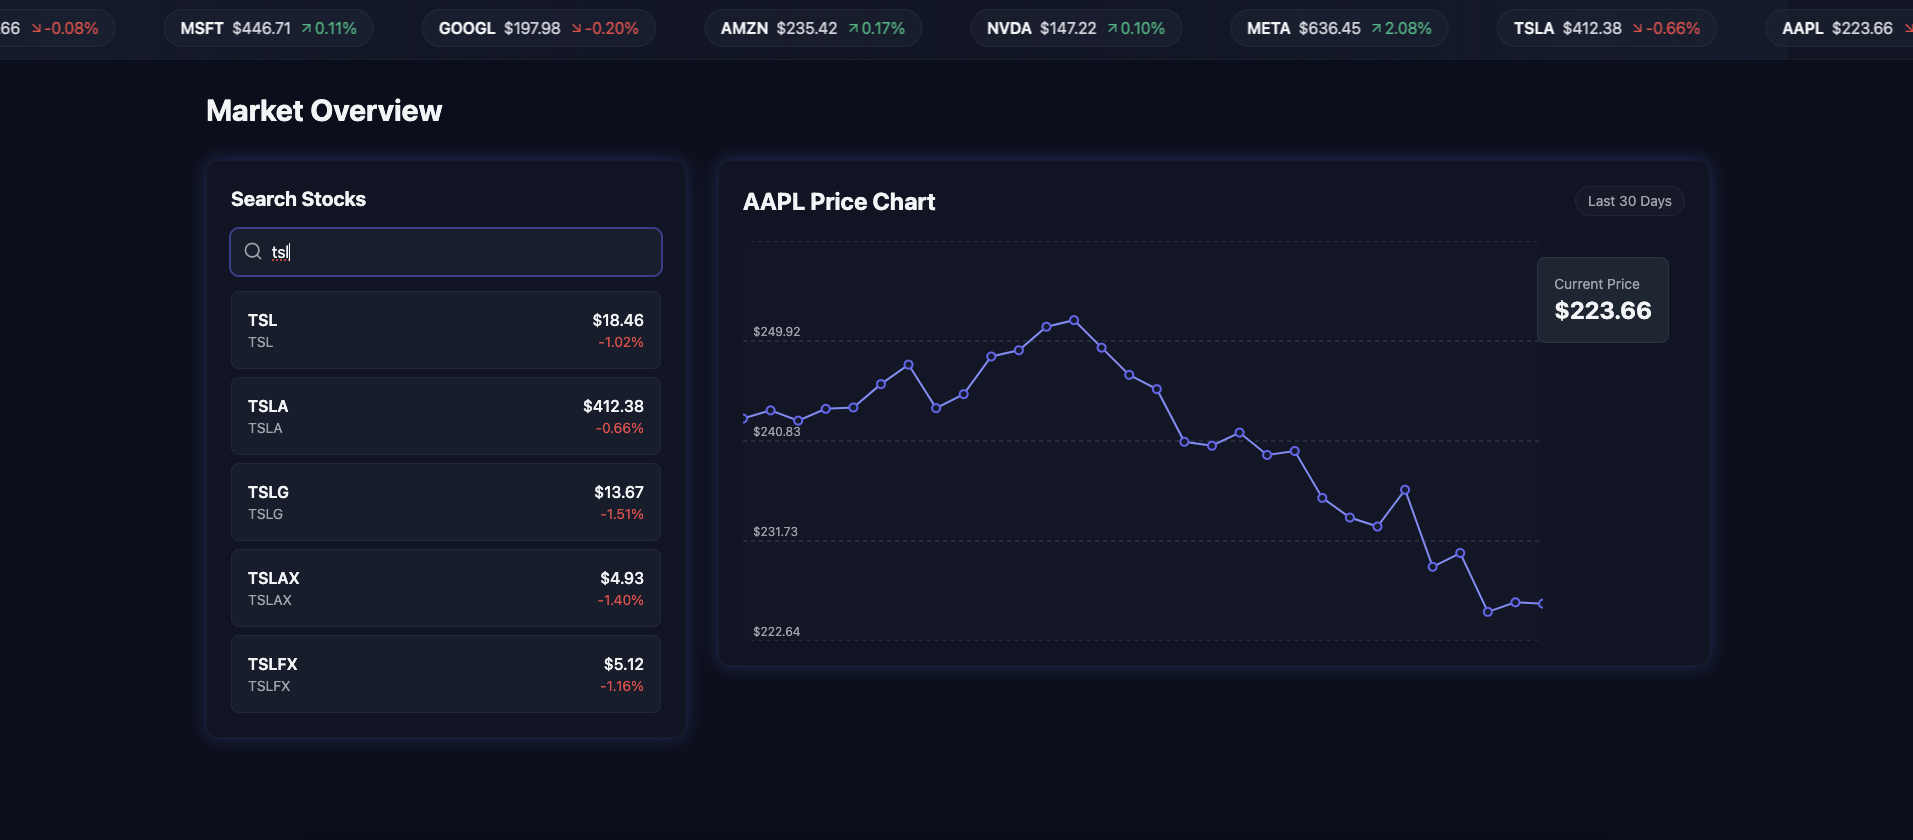 66 ↘ -0.08% MSFT $446.71 ↗ 0.11% GOOGL $197.98 ↘ -0.20% AMZN $235.42 ↗ 0.17% NVDA $147.22 ↗ 0.10% META $636.45 ↗ 2.08% TSLA $412.38 ↘ -0.66% AAPL $223.66 ↘
Market Overview
Search Stocks
tsl
TSL $18.46
TSL -1.02%
TSLA $412.38
TSLA -0.66%
TSLG $13.67
TSLG -1.51%
TSLAX $4.93
TSLAX -1.40%
TSLFX $5.12
TSLFX -1.16%
AAPL Price Chart
Last 30 Days
Current Price
$223.66
$249.92
$240.83
$231.73
$222.64